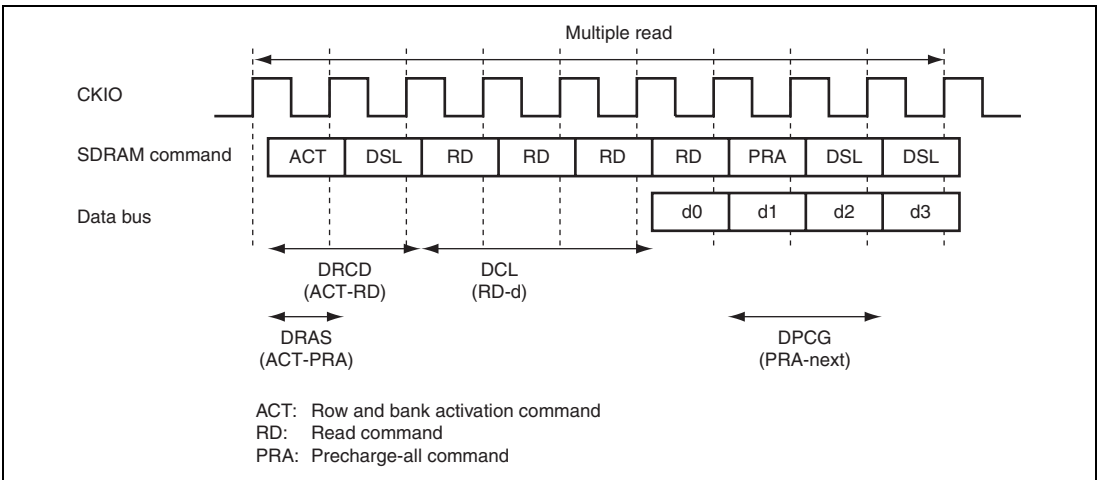 Multiple read
CKIO
SDRAM command
ACT DSL RD RD RD RD PRA DSL DSL
Data bus
d0 d1 d2 d3
DRCD
(ACT-RD)
DCL
(RD-d)
DRAS
(ACT-PRA)
DPCG
(PRA-next)
ACT: Row and bank activation command
RD: Read command
PRA: Precharge-all command